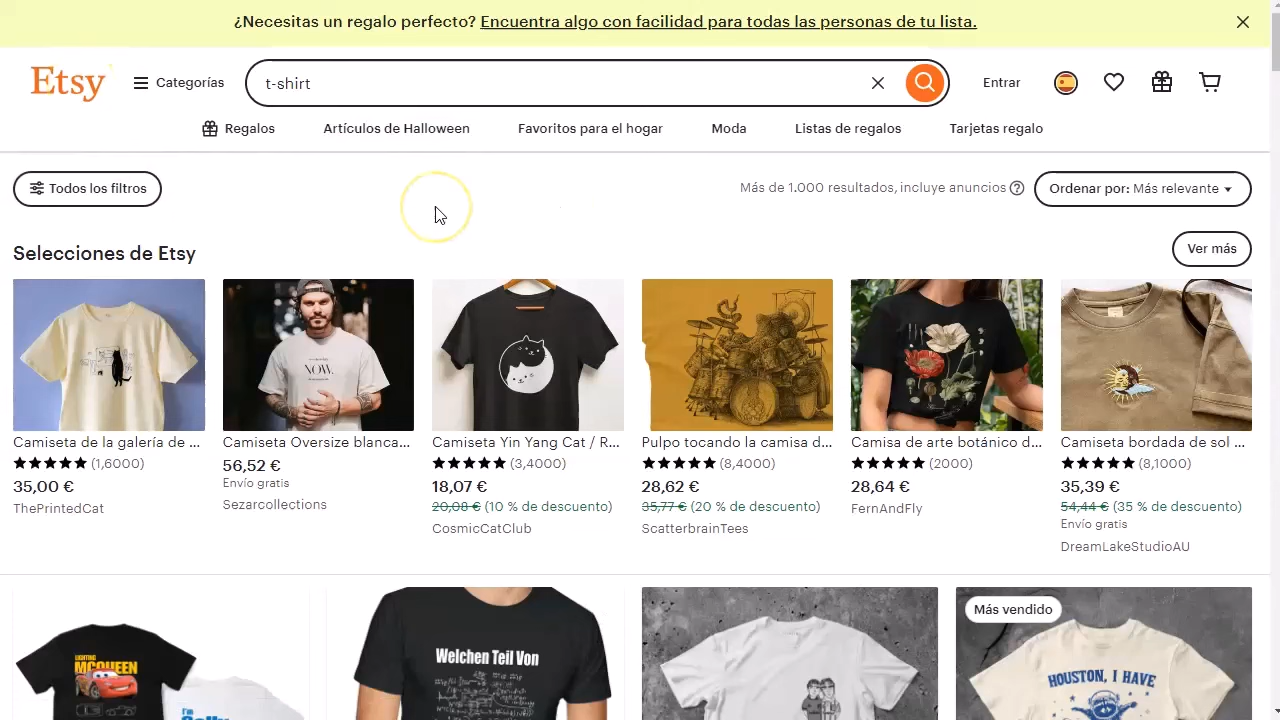 ¿Necesitas un regalo perfecto? Encuentra algo con facilidad para todas las personas de tu lista.
Etsy
Categorías
t-shirt
Entrar
Regalos
Artículos de Halloween
Favoritos para el hogar
Moda
Listas de regalos
Tarjetas regalo
Todos los filtros
Más de 1.000 resultados, incluye anuncios
Ordenar por: Más relevante
Selecciones de Etsy
Ver más
NOW.
Camiseta de la galería de ...
(1,6000)
35,00 €
ThePrintedCat
Camiseta Oversize blanca...
56,52 €
Envío gratis
Sezarcollections
Camiseta Yin Yang Cat / R...
(3,4000)
18,07 €
20,08 € (10 % de descuento)
CosmicCatClub
Pulpo tocando la camisa d...
(8,4000)
28,62 €
35,77 € (20 % de descuento)
ScatterbrainTees
Camisa de arte botánico d...
(2000)
28,64 €
FernAndFly
Camiseta bordada de sol ...
(8,1000)
35,39 €
54,44 € (35 % de descuento)
Envío gratis
DreamLakeStudioAU
LIGHTING
MCQUEEN
I'm
Welchen Teil Von
Más vendido
HOUSTON, I HAVE